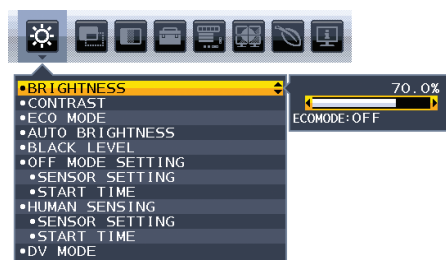 •BRIGHTNESS
70.0%
•CONTRAST
ECOMODE:OFF
•ECO MODE
•AUTO BRIGHTNESS
•BLACK LEVEL
•OFF MODE SETTING
•SENSOR SETTING
•START TIME
•HUMAN SENSING
•SENSOR SETTING
•START TIME
•DV MODE